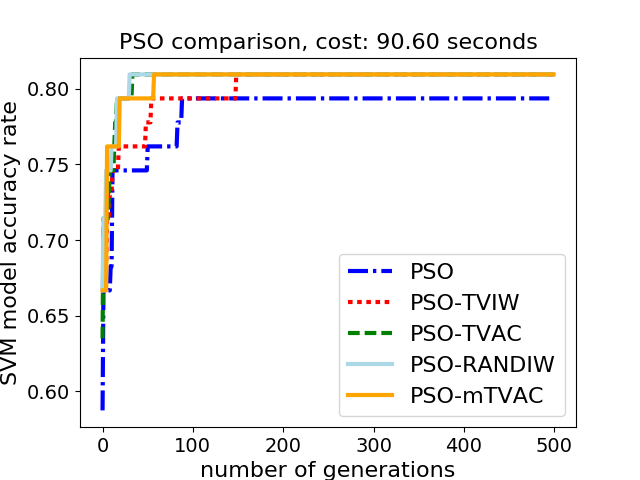 PSO comparison, cost: 90.60 seconds
SVM model accuracy rate
0.80
0.75
0.70
0.65
0.60
PSO
PSO-TVIW
PSO-TVAC
PSO-RANDIW
PSO-mTVAC
0 100 200 300 400 500
number of generations